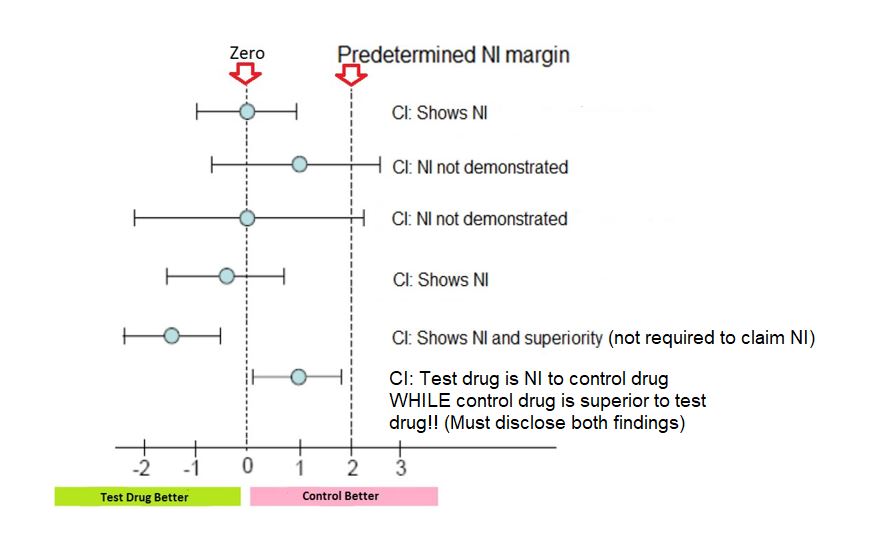 Zero
Predetermined NI margin
CI: Shows NI
CI: NI not demonstrated
CI: NI not demonstrated
CI: Shows NI
CI: Shows NI and superiority (not required to claim NI)
CI: Test drug is NI to control drug
WHILE control drug is superior to test
drug!! (Must disclose both findings)
-2 -1 0 1 2 3
Test Drug Better
Control Better